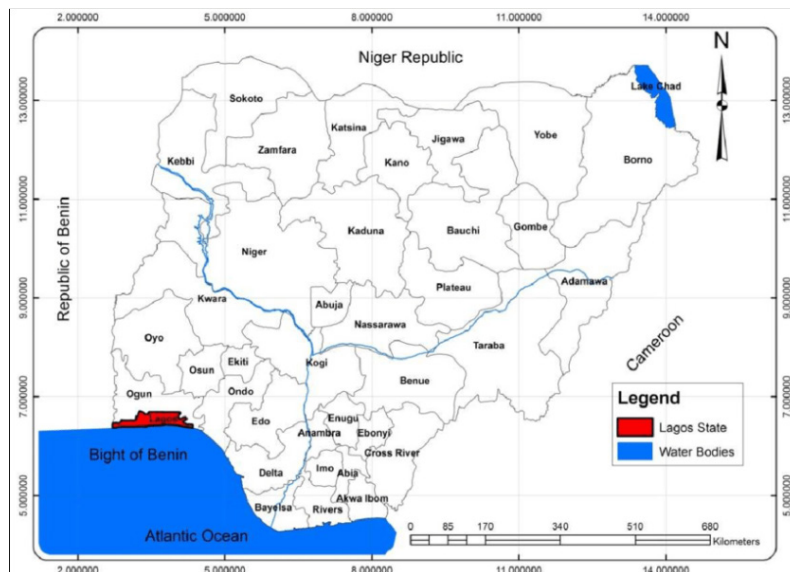 2.000000 5.000000 8.000000 11.000000 14.000000
N
Niger Republic
Lake Chad
13.000000 13.000000
Sokoto
Katsina
Jigawa
Yobe
Zamfara
Kano
Kebbi
Borno
11.000000 11.000000
Republic of Benin
Kaduna
Bauchi
Gombe
Niger
Adamawa
Plateau
9.000000 9.000000
Kwara
Abuja
Nassarawa
Oyo
Taraba
Cameroon
Ekiti
Kogi
Osun
Benue
Ogun
Ondo
7.000000 7.000000
Legend
Lagos State
Water Bodies
Edo
Enugu
Anambra
Ebonyi
Bight of Benin
Cross River
Delta
Imo
Abia
Akwa Ibom
5.000000 5.000000
Bayelsa
Rivers
Atlantic Ocean
0 85 170 340 510 680
Kilometers
2.000000 5.000000 8.000000 11.000000 14.000000